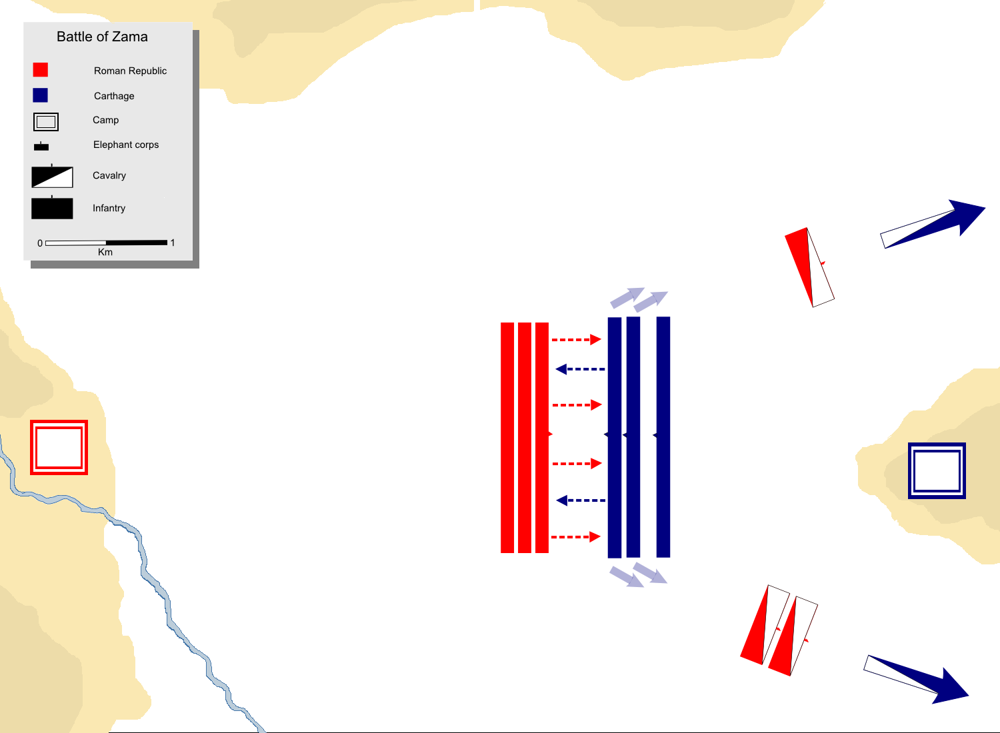 Battle of Zama
Roman Republic
Carthage
Camp
Elephant corps
Cavalry
Infantry
0 1
Km